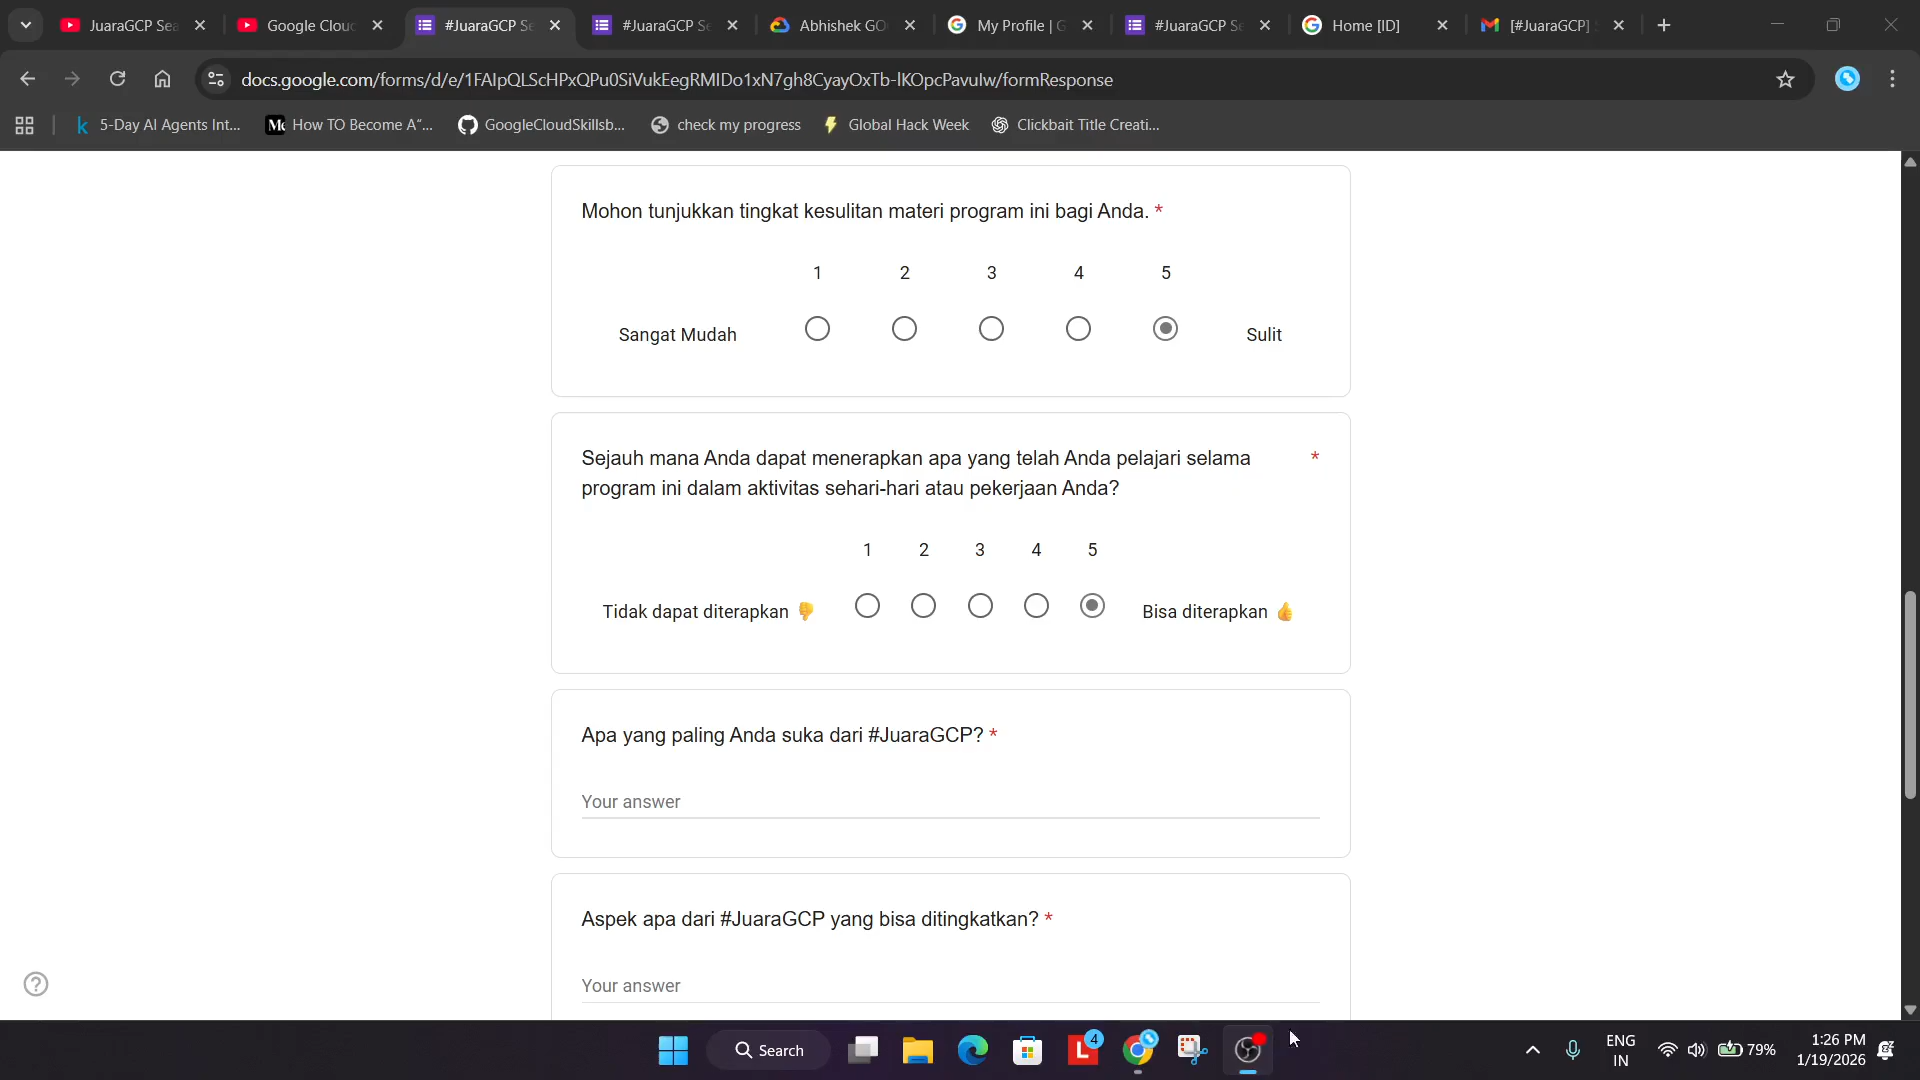 JuaraGCP Sea
Google Cloud
#JuaraGCP Se
#JuaraGCP Se
Abhishek GO
My Profile | G
#JuaraGCP Se
Home [ID]
[#JuaraGCP] S
docs.google.com/forms/d/e/1FAIpQLScHPxQPu0SiVukEegRMIDo1xN7gh8CyayOxTb-lKOpcPavulw/formResponse
5-Day AI Agents Int...
How TO Become A“...
GoogleCloudSkillsb...
check my progress
Global Hack Week
Clickbait Title Creati...
Mohon tunjukkan tingkat kesulitan materi program ini bagi Anda. *
1 2 3 4 5
Sangat Mudah Sulit
Sejauh mana Anda dapat menerapkan apa yang telah Anda pelajari selama *
program ini dalam aktivitas sehari-hari atau pekerjaan Anda?
1 2 3 4 5
Tidak dapat diterapkan 👎 Bisa diterapkan 👍
Apa yang paling Anda suka dari #JuaraGCP? *
Your answer
Aspek apa dari #JuaraGCP yang bisa ditingkatkan? *
Your answer
Search
4
ENG
IN
79%
1:26 PM
1/19/2026